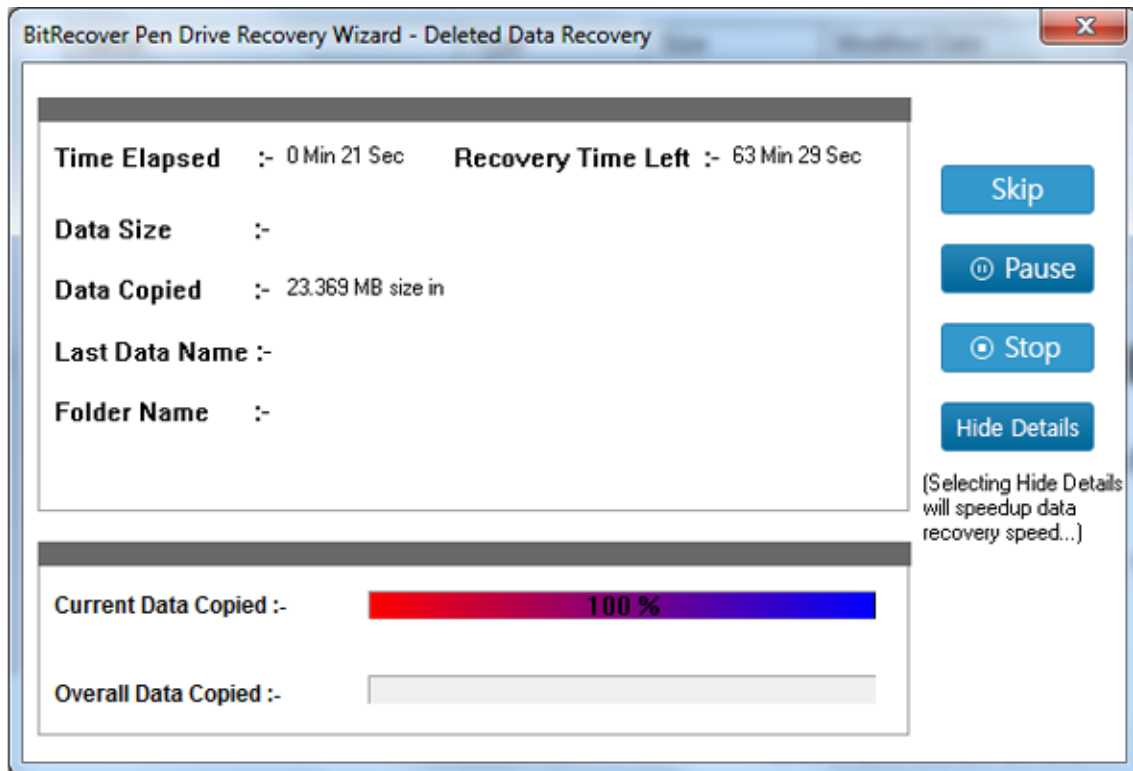 BitRecover Pen Drive Recovery Wizard - Deleted Data Recovery
Time Elapsed :- 0 Min 21 Sec Recovery Time Left :- 63 Min 29 Sec
Data Size :-
Data Copied :- 23.369 MB size in
Last Data Name :-
Folder Name :-
Skip
Pause
Stop
Hide Details
(Selecting Hide Details
will speedup data
recovery speed...)
Current Data Copied :- 100 %
Overall Data Copied :-